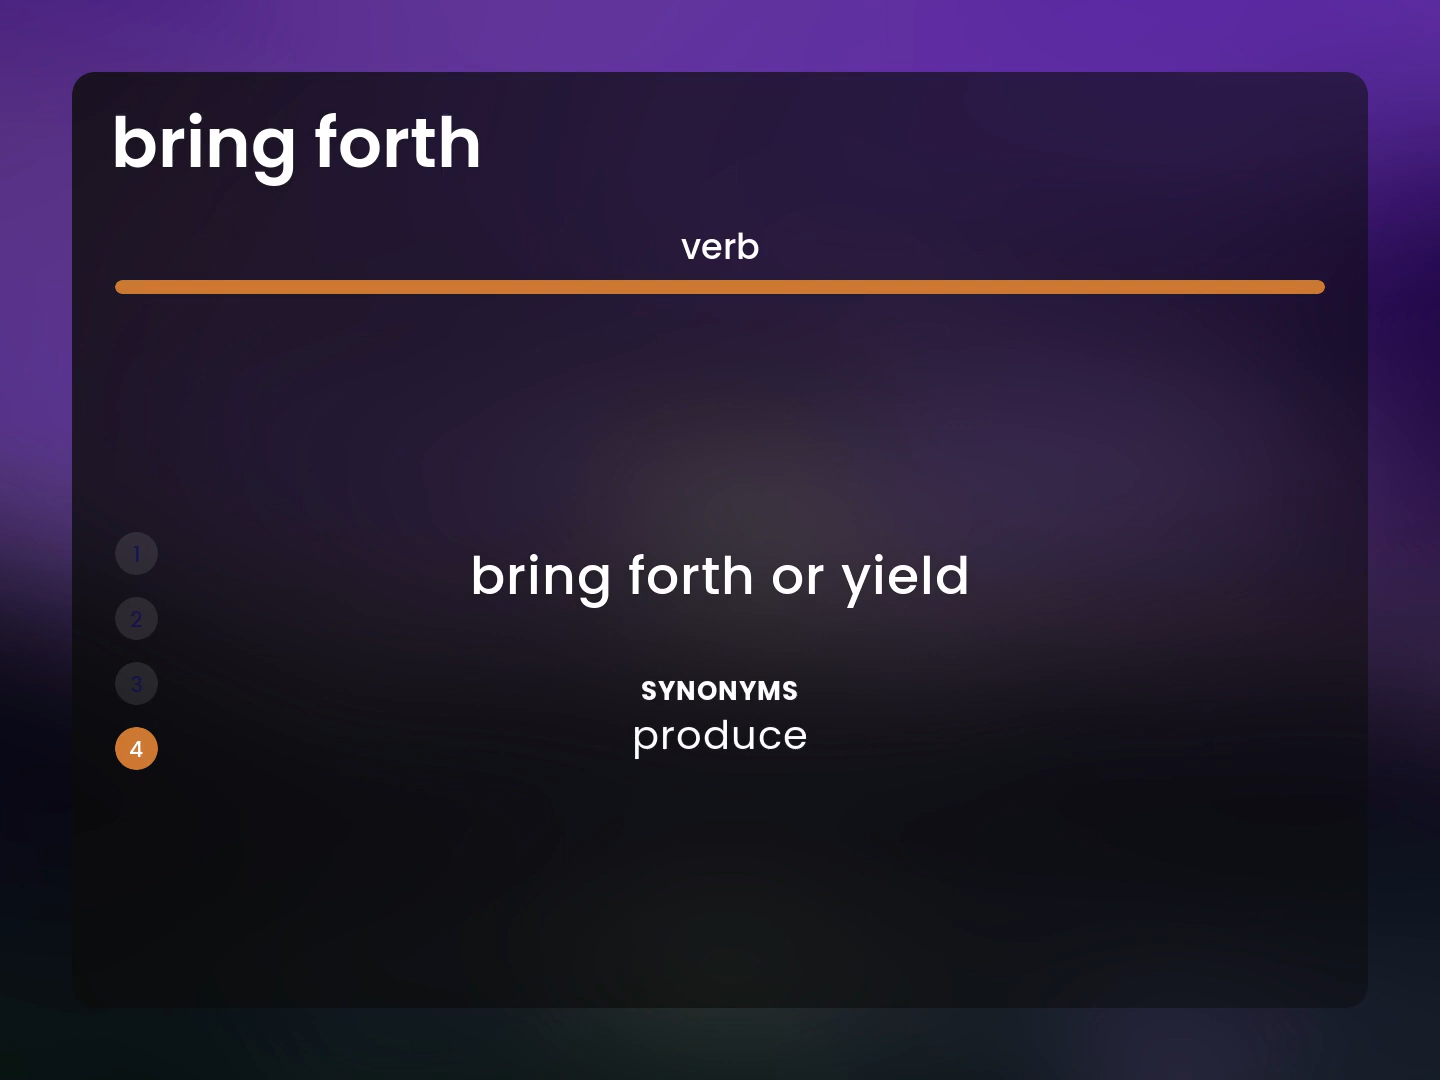 bring forth
verb
1
2
3
4
bring forth or yield
SYNONYMS
produce